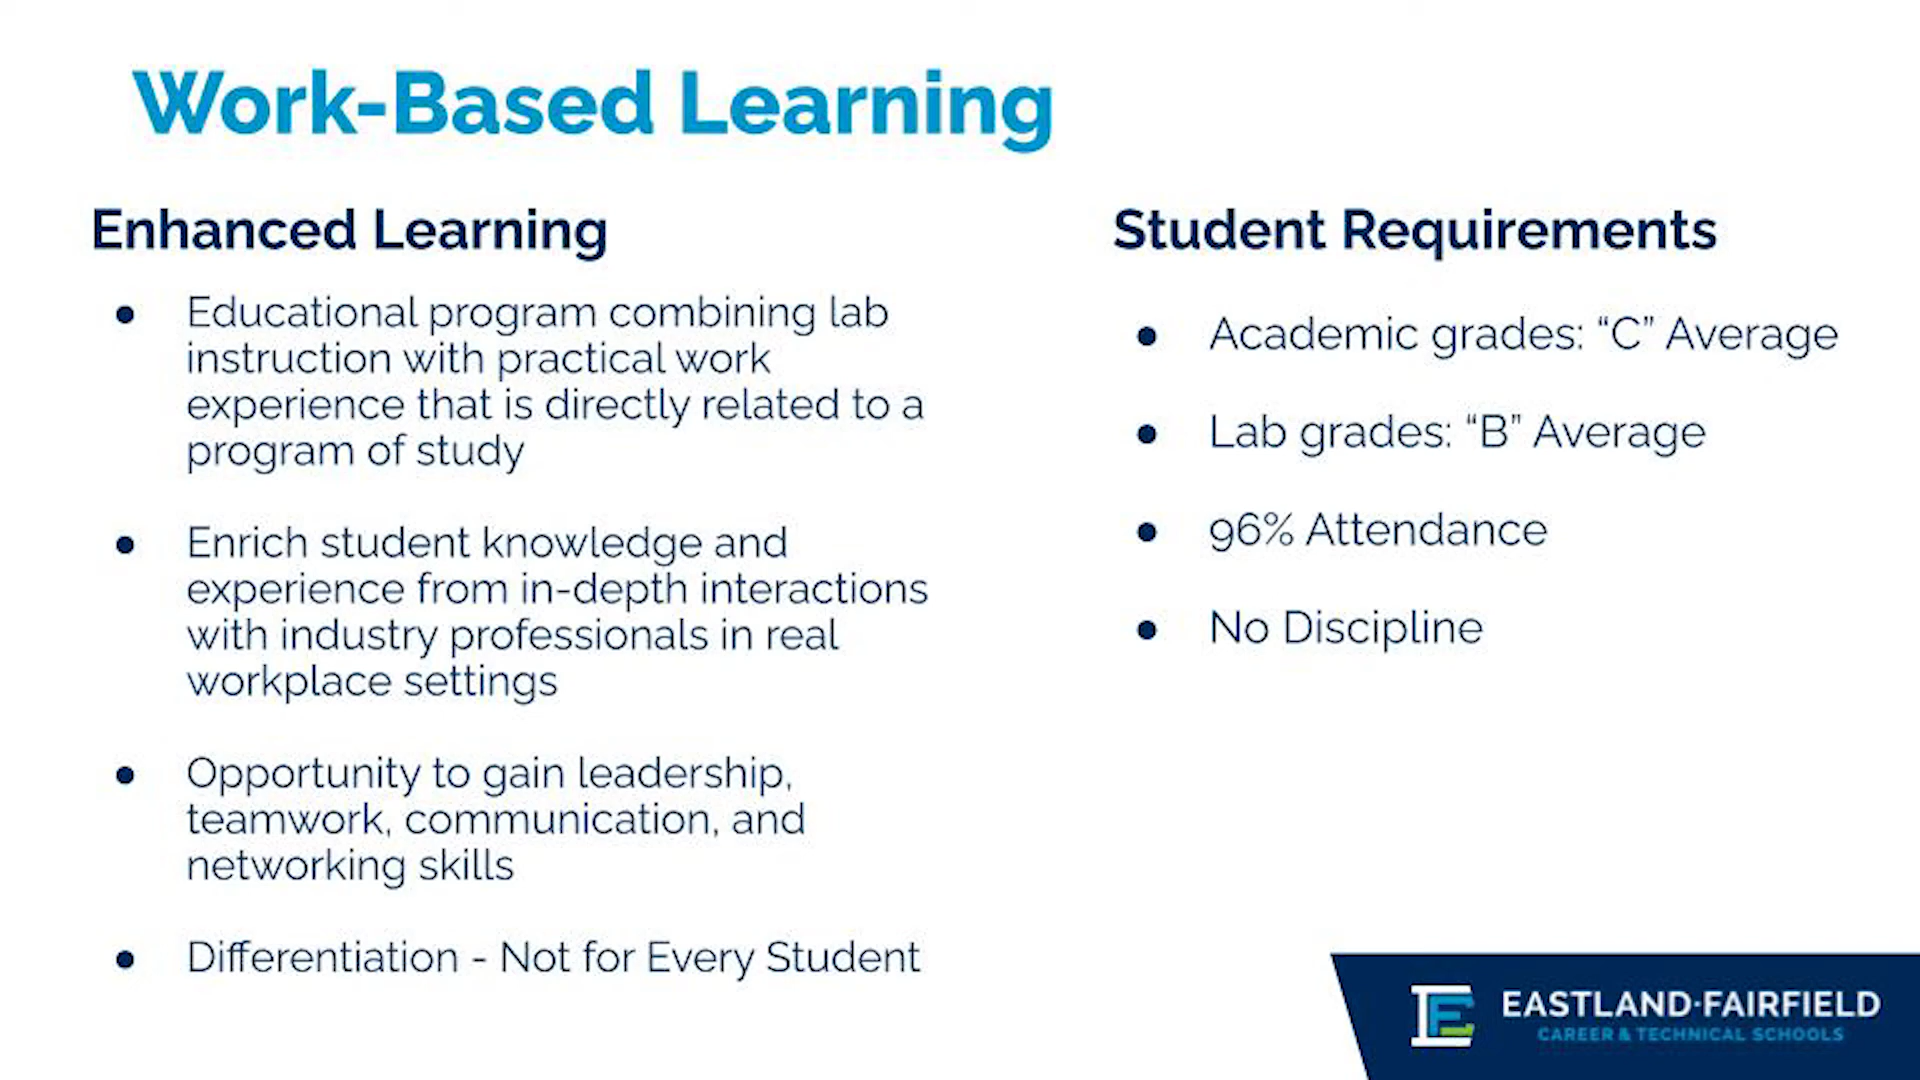 Work-Based Learning
Enhanced Learning
● Educational program combining lab
instruction with practical work
experience that is directly related to a
program of study
● Enrich student knowledge and
experience from in-depth interactions
with industry professionals in real
workplace settings
● Opportunity to gain leadership,
teamwork, communication, and
networking skills
● Differentiation - Not for Every Student
Student Requirements
● Academic grades: “C” Average
● Lab grades: “B” Average
● 96% Attendance
● No Discipline
EF
EASTLAND·FAIRFIELD
CAREER & TECHNICAL SCHOOLS